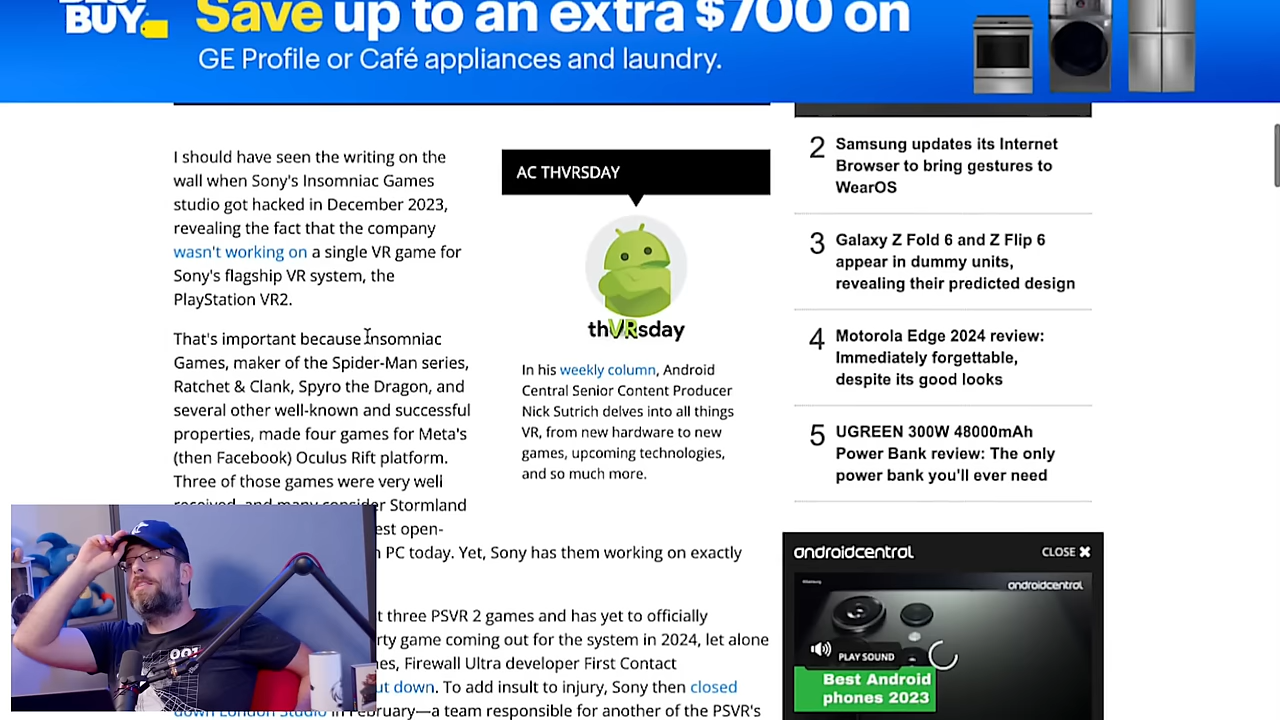 BEST
BUY.
Save up to an extra $700 on
GE Profile or Café appliances and laundry.
I should have seen the writing on the
wall when Sony's Insomniac Games
studio got hacked in December 2023,
revealing the fact that the company
wasn't working on a single VR game for
Sony's flagship VR system, the
PlayStation VR2.
That's important because Insomniac
Games, maker of the Spider-Man series,
Ratchet & Clank, Spyro the Dragon, and
several other well-known and successful
properties, made four games for Meta's
(then Facebook) Oculus Rift platform.
Three of those games were very well
received, and many consider Stormland
est open-
PC today. Yet, Sony has them working on exactly
t three PSVR 2 games and has yet to officially
rty game coming out for the system in 2024, let alone
es, Firewall Ultra developer First Contact
ut down. To add insult to injury, Sony then closed
down London Studio in February—a team responsible for another of the PSVR's
AC THVRSDAY
thVRsday
In his weekly column, Android
Central Senior Content Producer
Nick Sutrich delves into all things
VR, from new hardware to new
games, upcoming technologies,
and so much more.
2 Samsung updates its Internet
Browser to bring gestures to
WearOS
3 Galaxy Z Fold 6 and Z Flip 6
appear in dummy units,
revealing their predicted design
4 Motorola Edge 2024 review:
Immediately forgettable,
despite its good looks
5 UGREEN 300W 48000mAh
Power Bank review: The only
power bank you'll ever need
androidcentral
CLOSE ✖
androidcentral
PLAY SOUND
Best Android
phones 2023